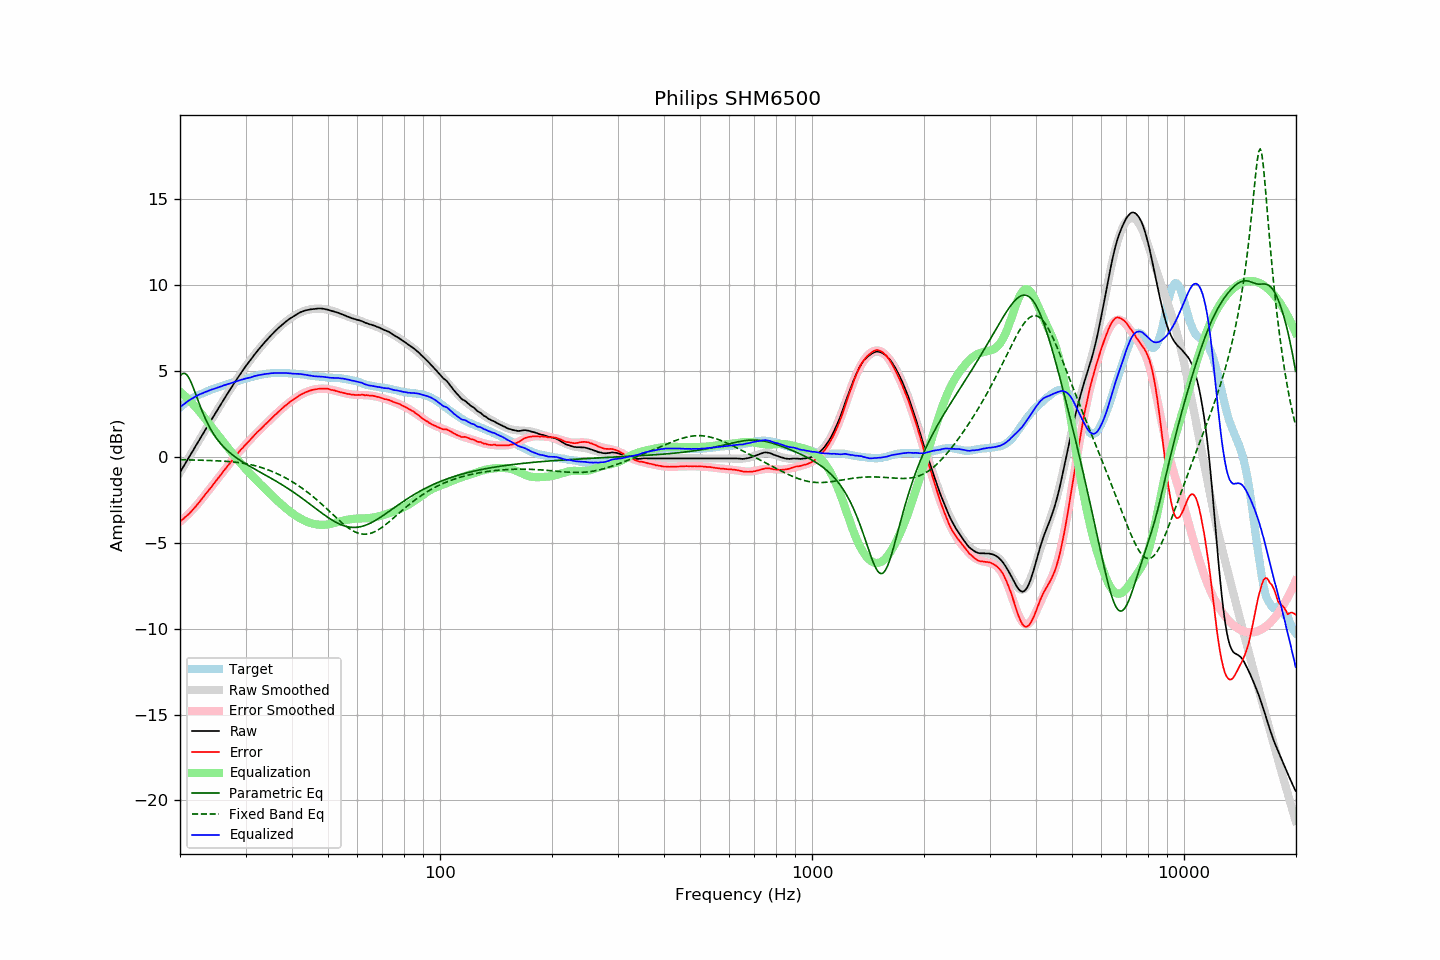 Philips SHM6500
Amplitude (dBr)
15
10
5
0
−5
−10
−15
−20
Target
Raw Smoothed
Error Smoothed
Raw
Error
Equalization
Parametric Eq
Fixed Band Eq
Equalized
100
1000
10000
Frequency (Hz)